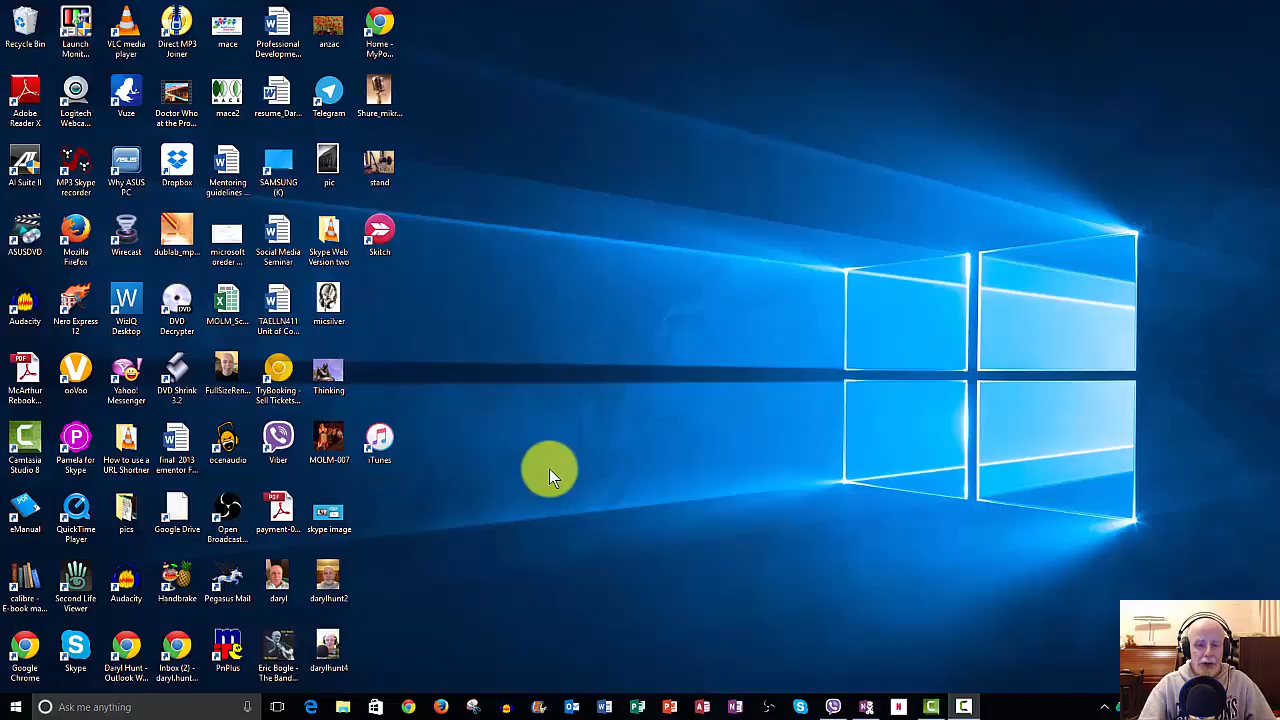 Recycle Bin
Launch
Monit...
VLC media
player
Direct MP3
Joiner
mace
Professional
Developme...
anzac
Home -
MyPo...
Adobe
Reader X
Logitech
Webca...
Vuze
Doctor Who
at the Pro...
mace2
resume_Dar...
Telegram
Shure_mikr...
AI Suite II
MP3 Skype
recorder
Why ASUS
PC
Dropbox
Mentoring
guidelines ...
SAMSUNG
(K)
pic
stand
ASUSDVD
Mozilla
Firefox
Wirecast
dublab_mp...
microsoft
oreder ...
Social Media
Seminar
Skype Web
Version two
Skitch
Audacity
Nero Express
12
WizIQ
Desktop
DVD
Decrypter
MOLM_Sc...
TAELLN411
Unit of Co...
micsilver
McArthur
Rebook...
ooVoo
Yahoo!
Messenger
DVD Shrink
3.2
FullSizeRen...
TryBooking -
Sell Tickets...
Thinking
Camtasia
Studio 8
Pamela for
Skype
How to use a
URL Shortner
final 2013
ementor F...
ocenaudio
Viber
MOLM-007
iTunes
eManual
QuickTime
Player
pics
Google Drive
Open
Broadcast...
payment-0...
skype image
calibre -
E-book ma...
Second Life
Viewer
Audacity
Handbrake
Pegasus Mail
daryl
darylhunt2
Google
Chrome
Skype
Daryl Hunt -
Outlook W...
Inbox (2) -
daryl.hunt...
PnPlus
Eric Bogle -
The Band...
darylhunt4
Ask me anything